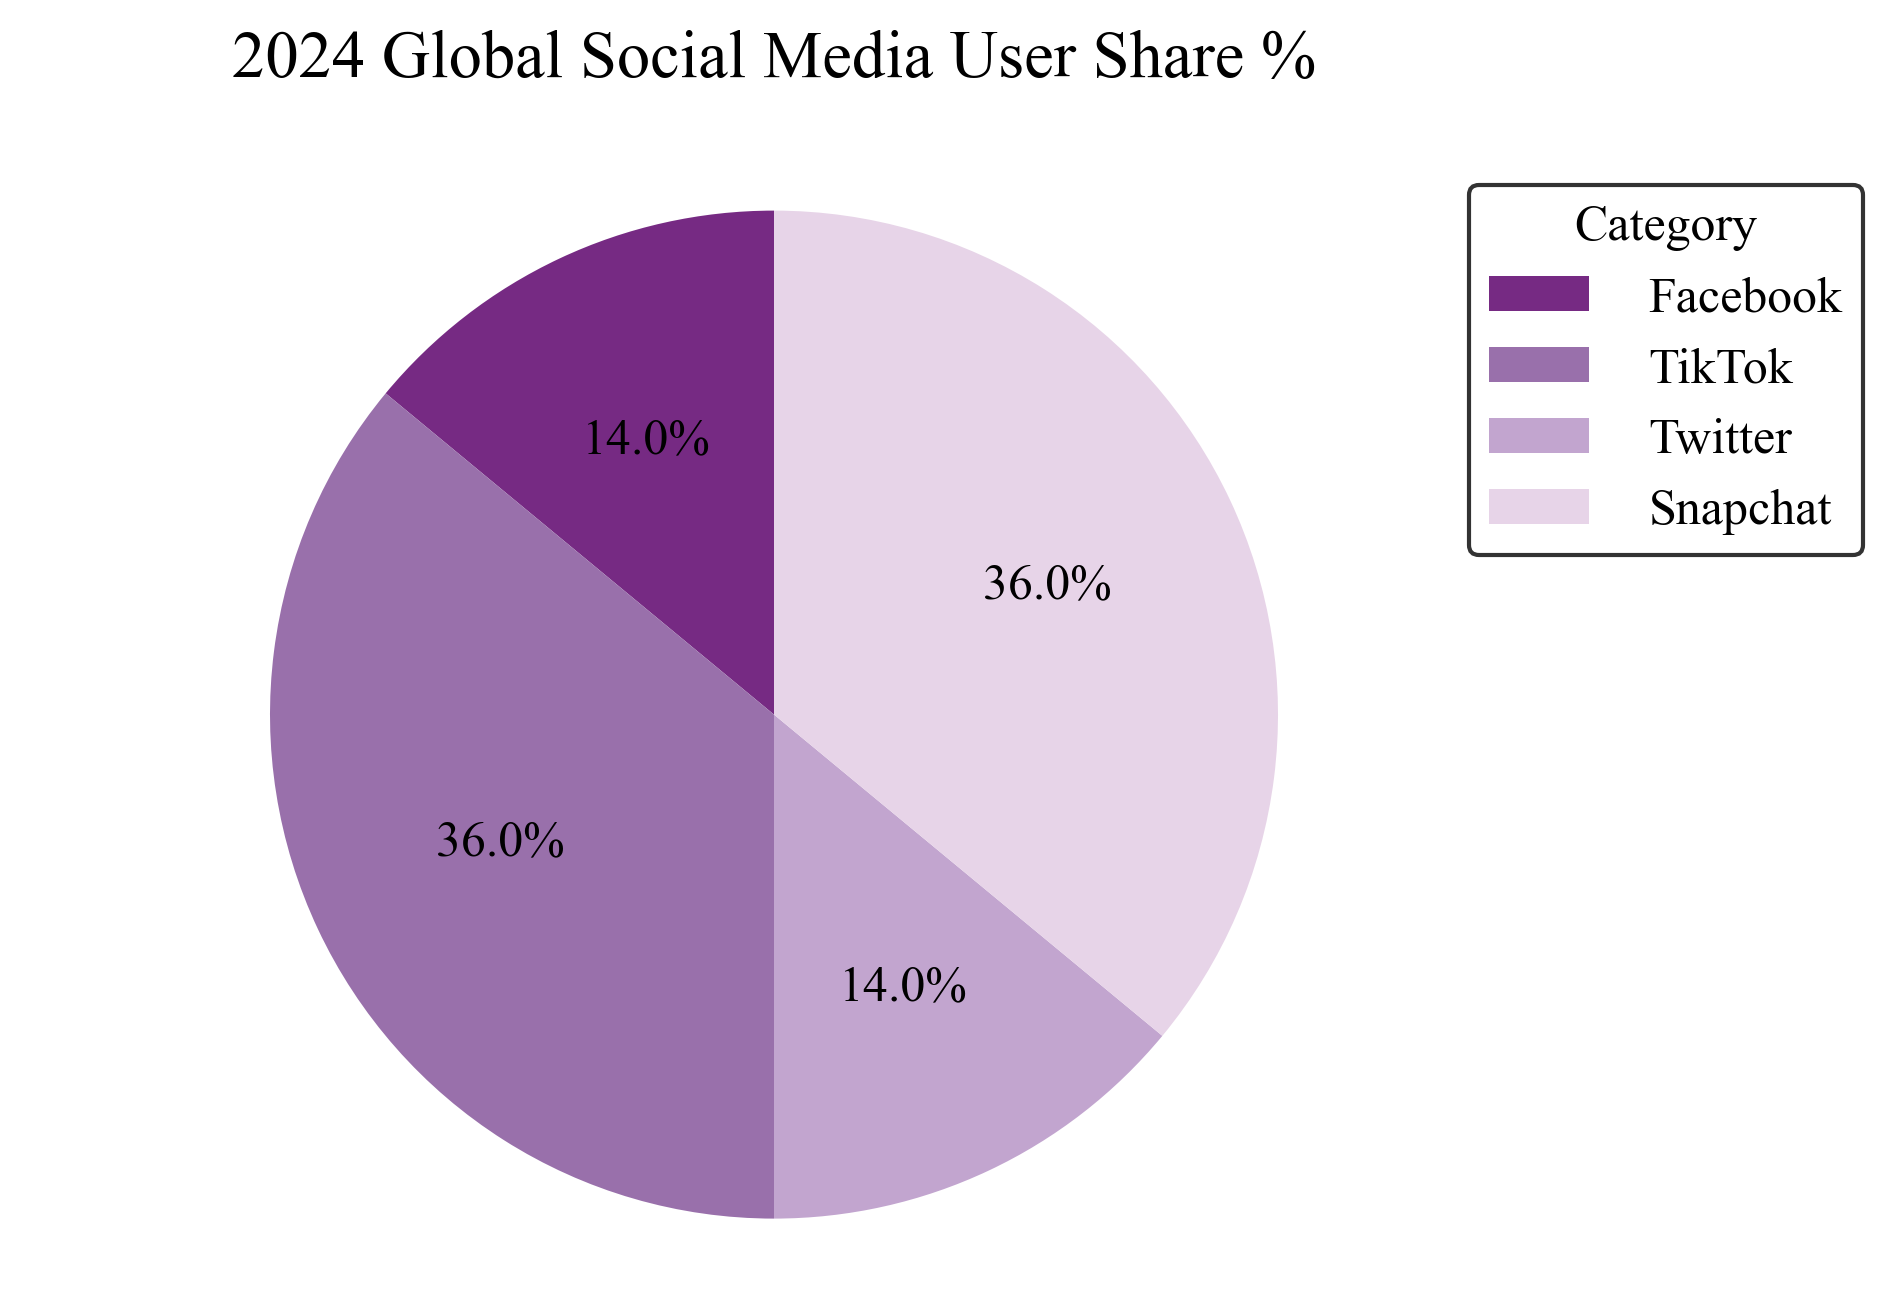 2024 Global Social Media User Share %
Category
Facebook
TikTok
Twitter
Snapchat
14.0%
36.0%
36.0%
14.0%